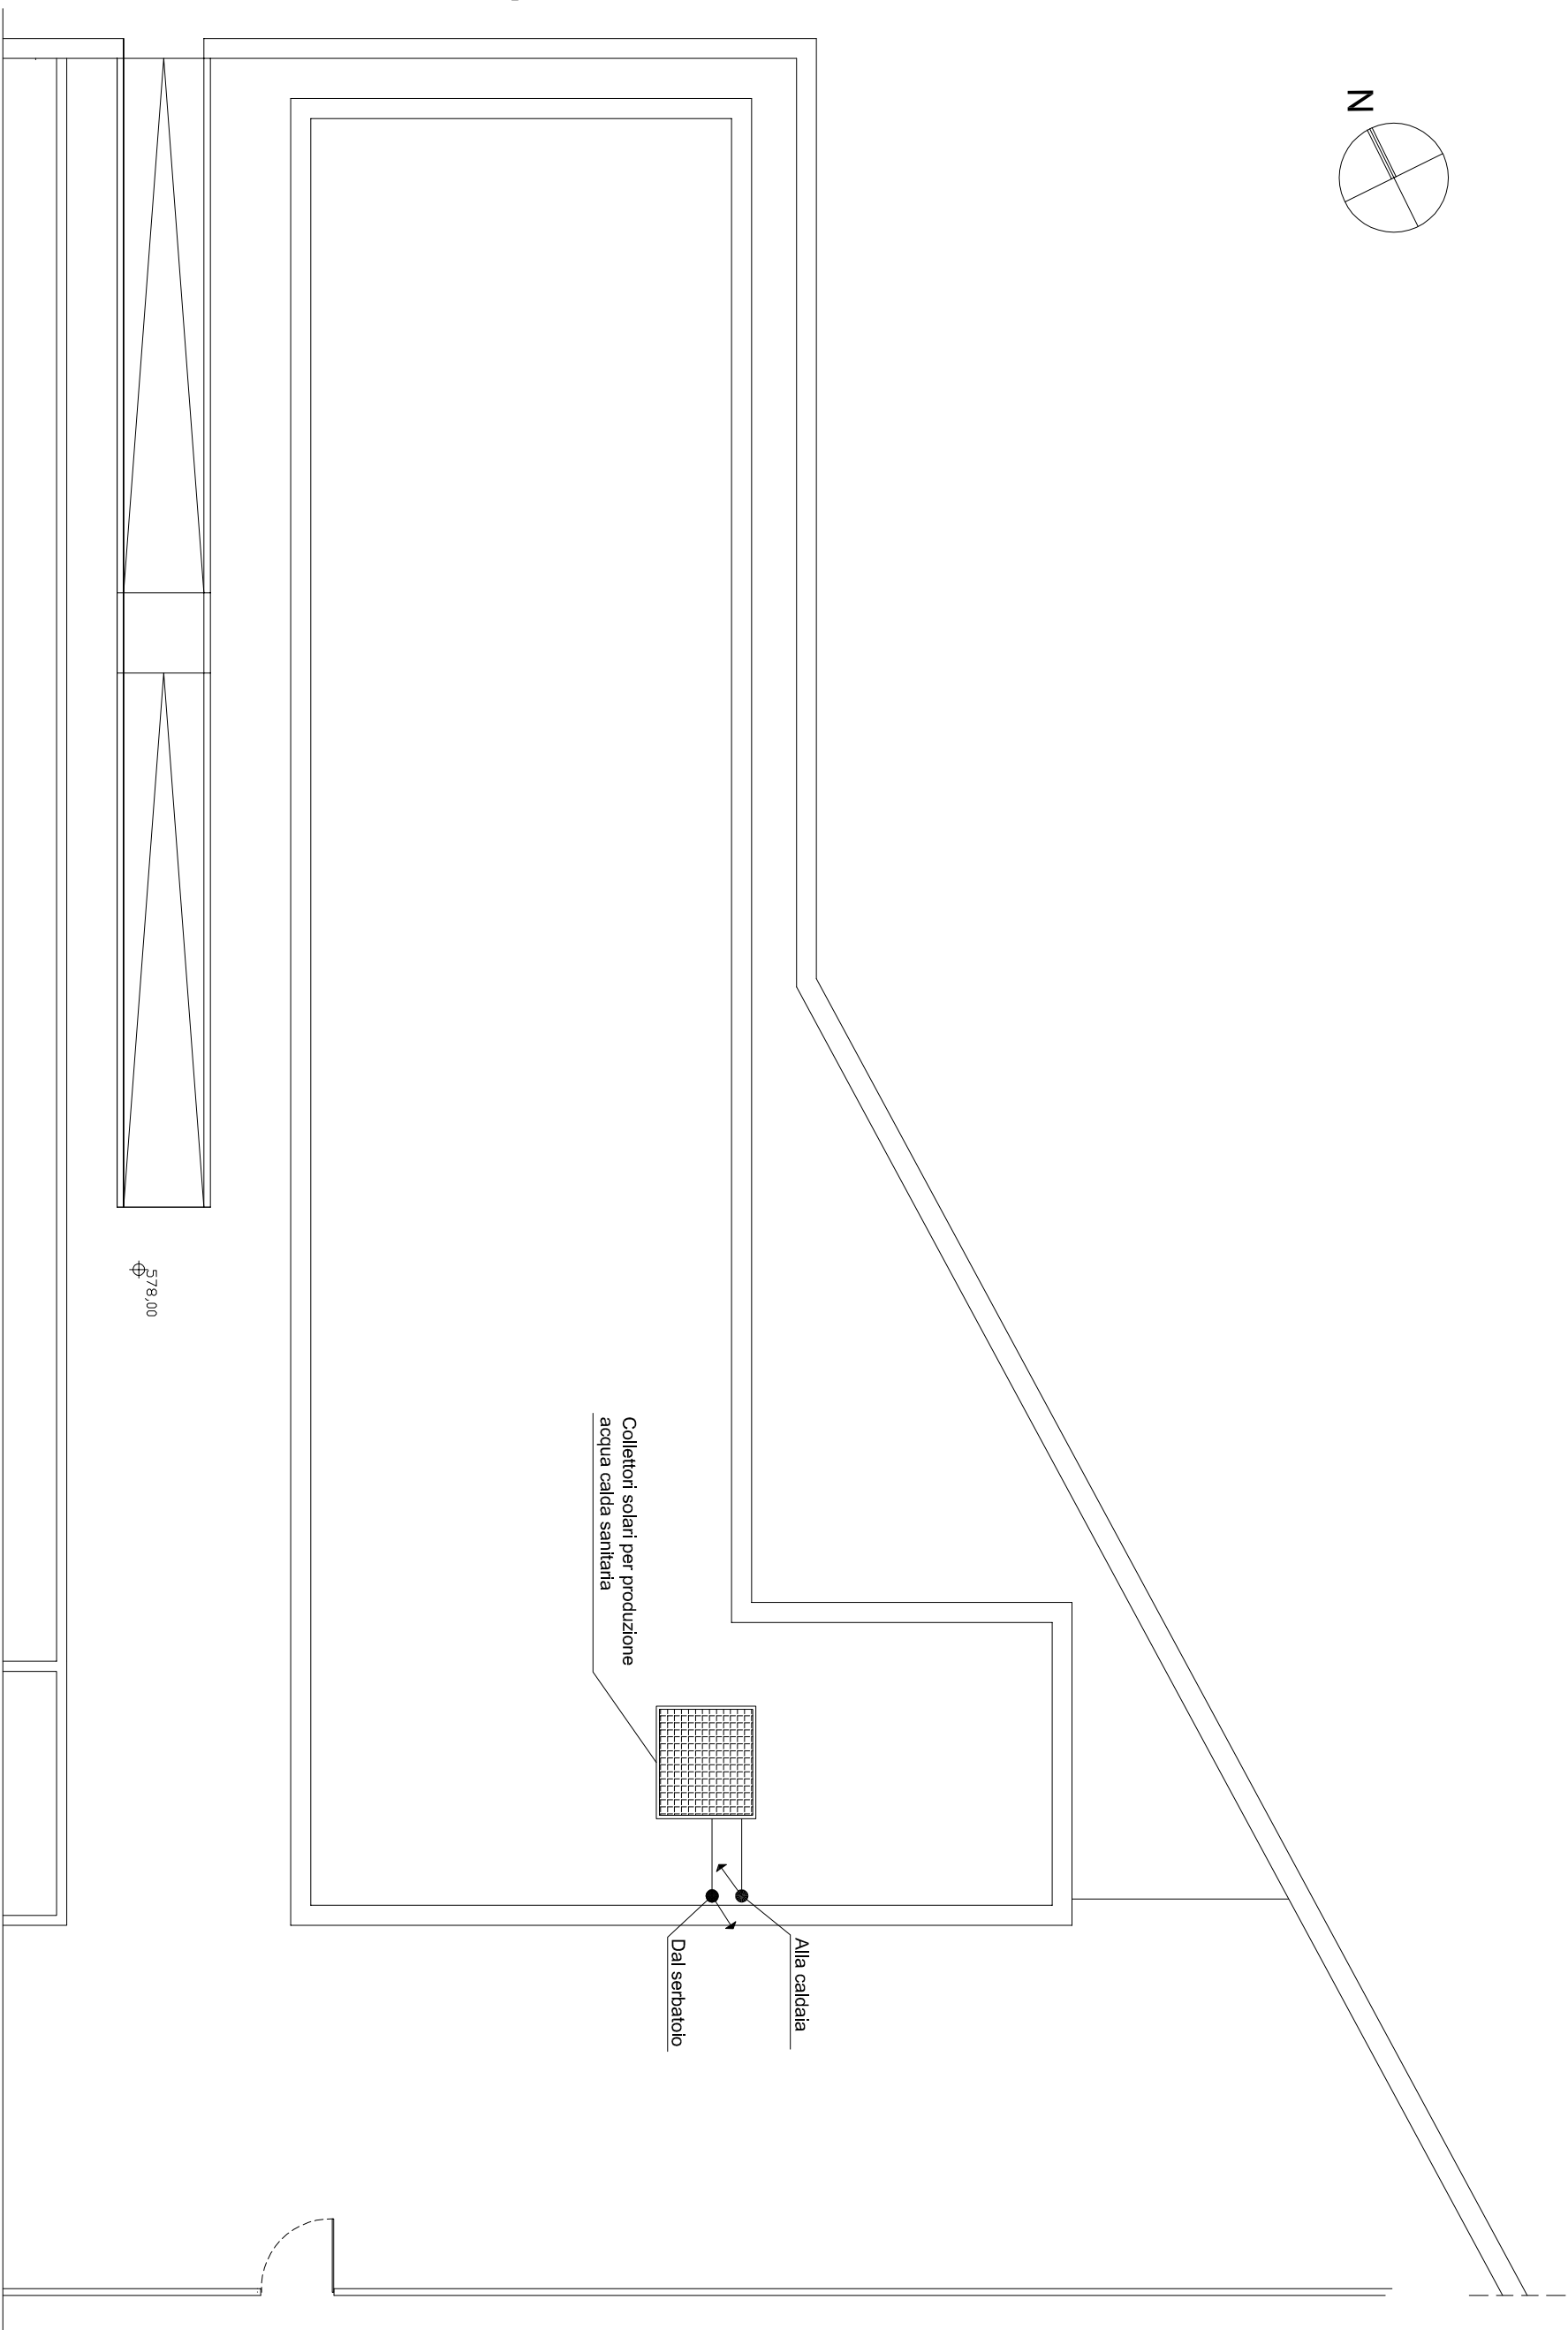 N
578,00
Collettori solari per produzione
acqua calda sanitaria
Alla caldaia
Dal serbatoio